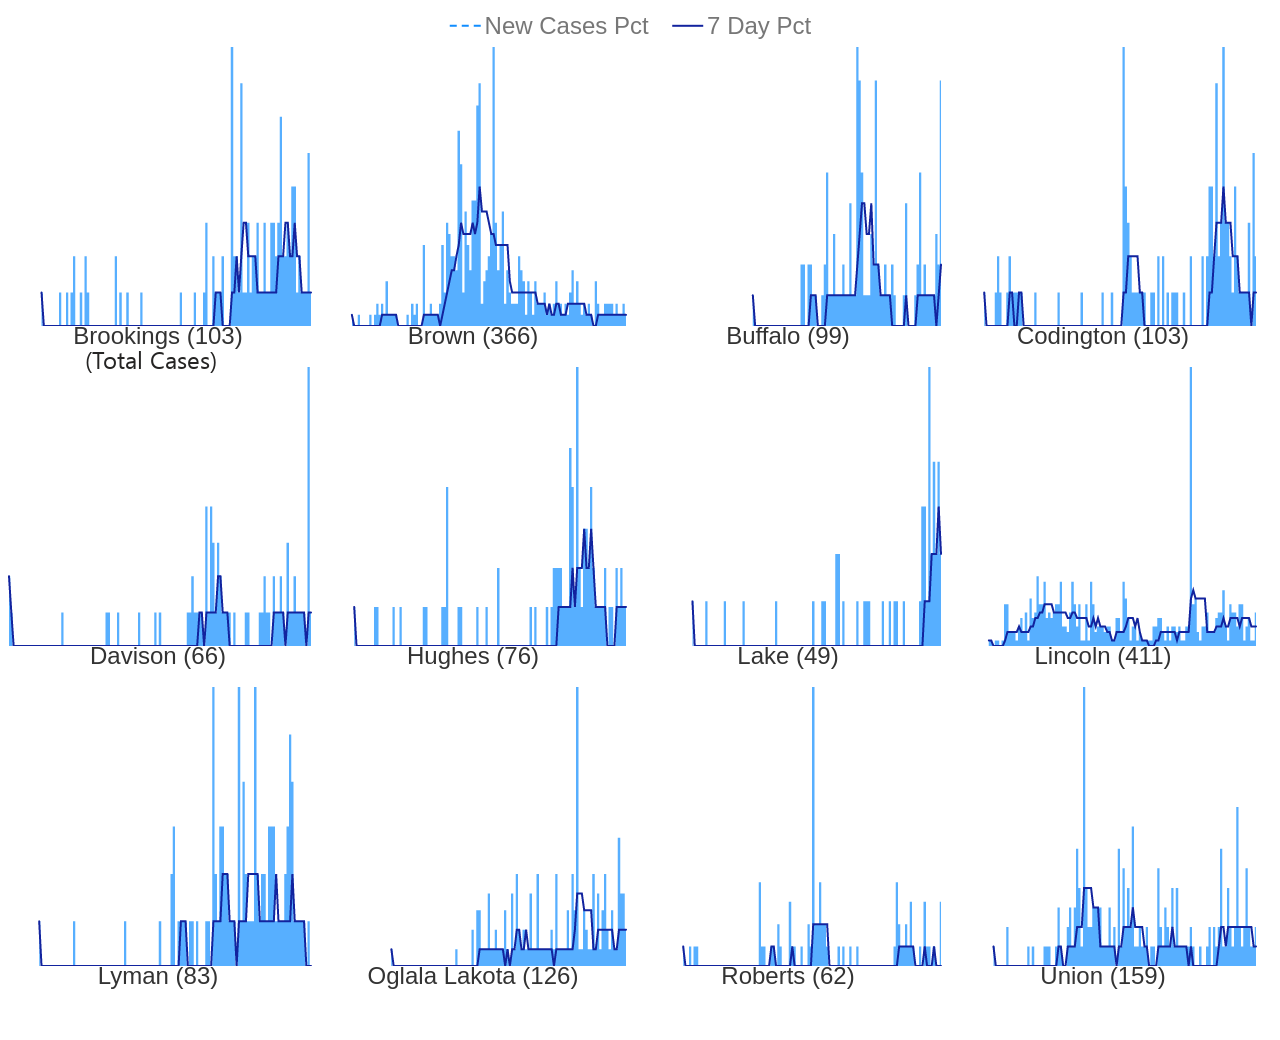 New Cases Pct 7 Day Pct
Brookings (103) Brown (366) Buffalo (99) Codington (103)
(Total Cases)
Davison (66) Hughes (76) Lake (49) Lincoln (411)
Lyman (83) Oglala Lakota (126) Roberts (62) Union (159)